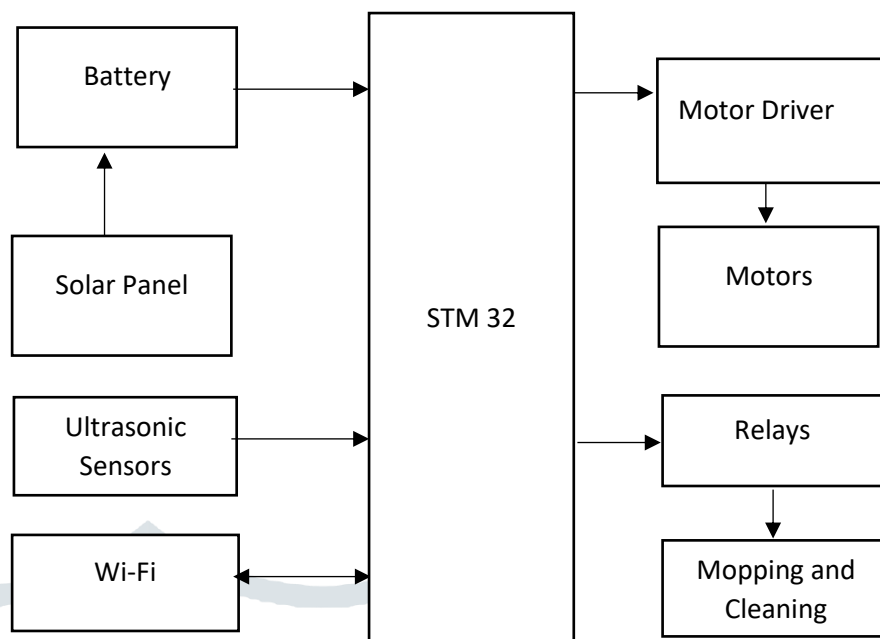 Battery
Motor Driver
Solar Panel
Motors
STM 32
Ultrasonic
Sensors
Relays
Wi-Fi
Mopping and
Cleaning